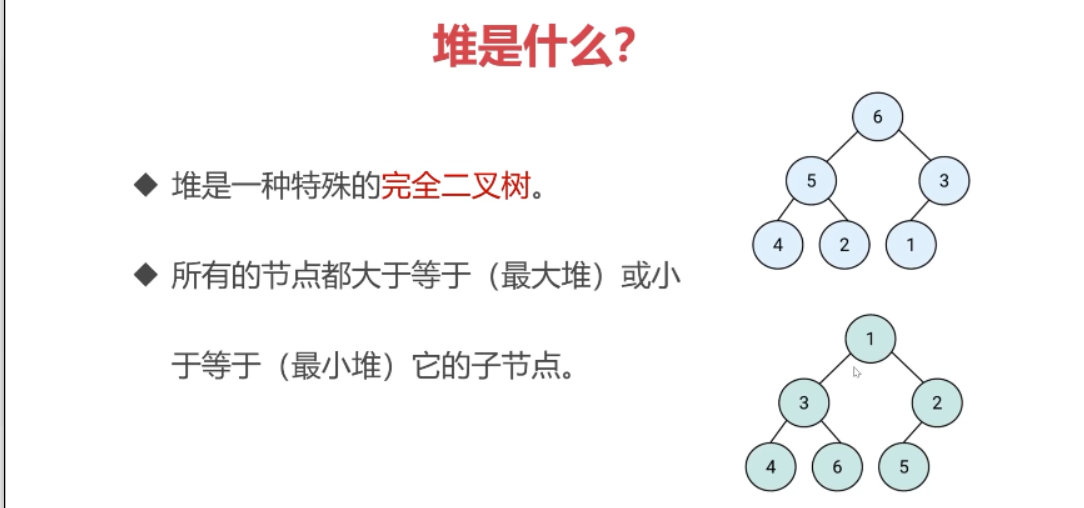 堆是什么？
◆ 堆是一种特殊的完全二叉树。
◆ 所有的节点都大于等于（最大堆）或小
于等于（最小堆）它的子节点。
6
5 3
4 2 1
1
3 2
4 6 5